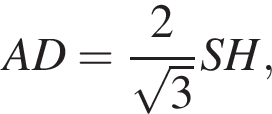 AD = \frac{2}{\sqrt{3}} SH,